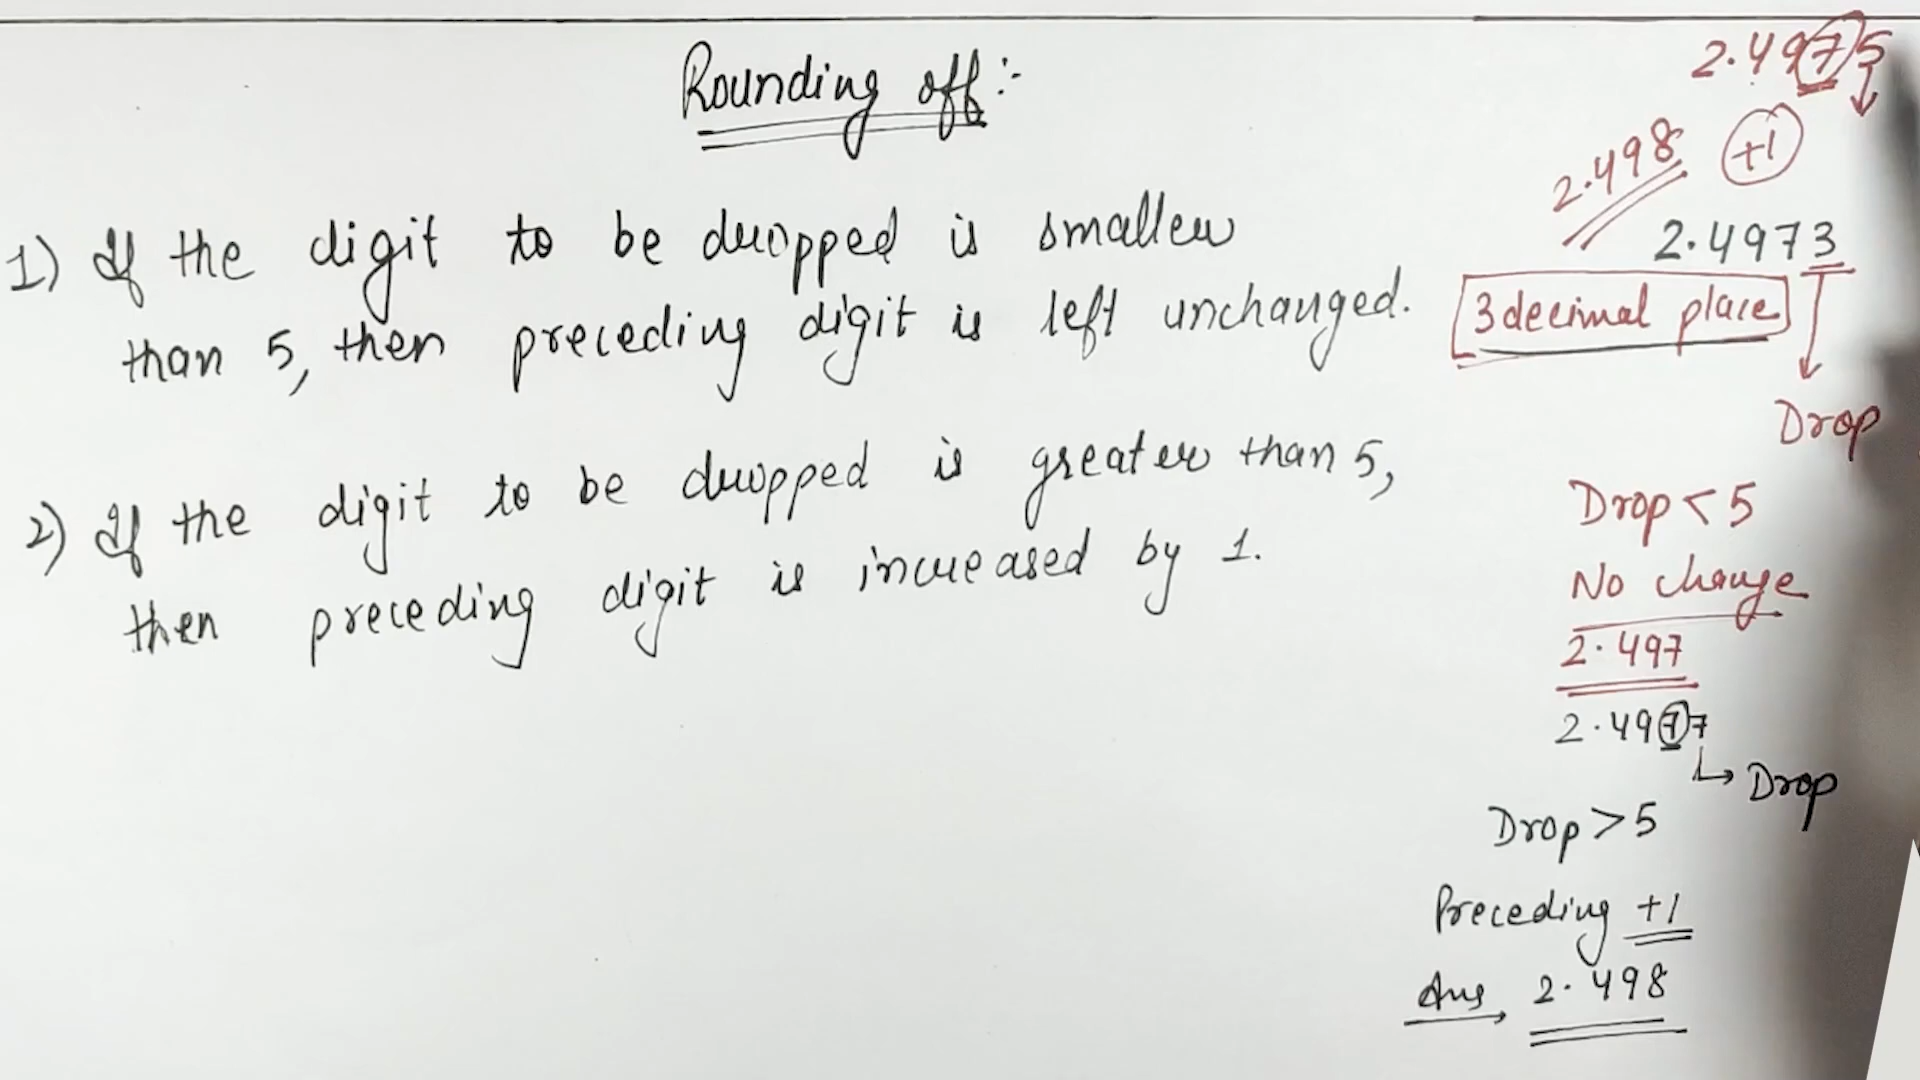 Rounding off :-
1) If the digit to be dropped is smaller
than 5, then preceding digit is left unchanged.
2) If the digit to be dropped is greater than 5,
then preceding digit is increased by 1.
2.4975
+1
2.498
2.4973
3 decimal place
Drop
Drop < 5
No change
2.497
2.4977
Drop
Drop > 5
Preceding +1
Ans 2.498